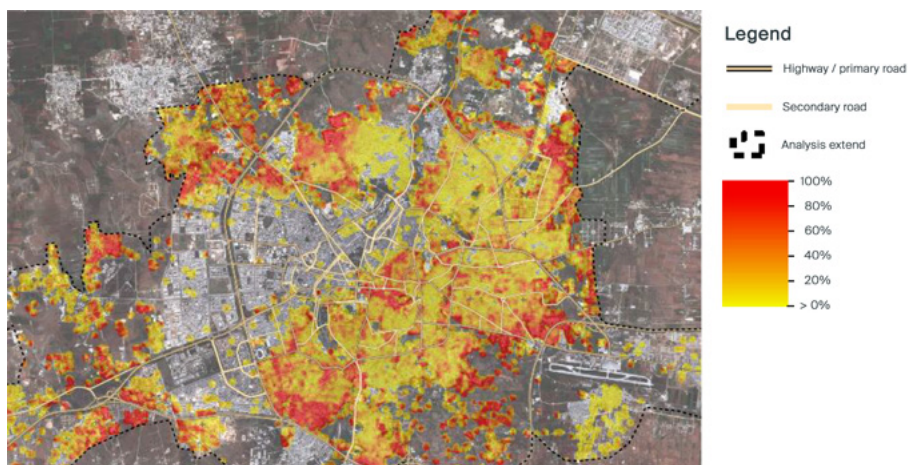 Legend
Highway / primary road
Secondary road
Analysis extend
100%
80%
60%
40%
20%
> 0%